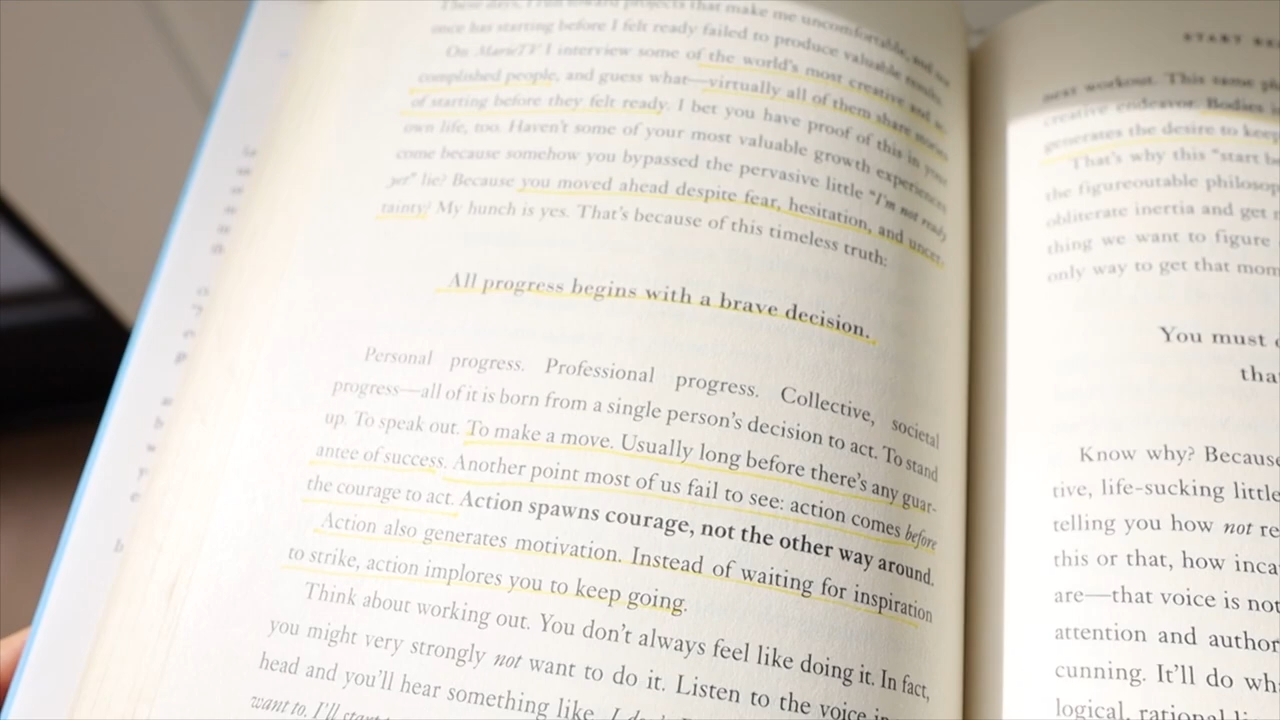 These days, I run toward projects that make me uncomfortable, and not
once has starting before I felt ready failed to produce valuable results.
On MarieTV I interview some of the world's most creative and ac-
complished people, and guess what—virtually all of them share stories
of starting before they felt ready. I bet you have proof of this in your
own life, too. Haven't some of your most valuable growth experiences
come because somehow you bypassed the pervasive little "I'm not ready
yet" lie? Because you moved ahead despite fear, hesitation, and uncer-
tainty? My hunch is yes. That's because of this timeless truth:
All progress begins with a brave decision.
Personal progress. Professional progress. Collective, societal
progress—all of it is born from a single person's decision to act. To stand
up. To speak out. To make a move. Usually long before there's any guar-
antee of success. Another point most of us fail to see: action comes before
the courage to act. Action spawns courage, not the other way around.
Action also generates motivation. Instead of waiting for inspiration
to strike, action implores you to keep going.
Think about working out. You don't always feel like doing it. In fact,
you might very strongly not want to do it. Listen to the voice in
head and you'll hear something like, I
want to. I'll start
START
best workout. This same
creative endeavor. Bodies
generates the desire to keep
That's why this "start
the figureoutable
obliterate inertia and get
thing we want to figure
only way to get that
You must
Know why? Because
tive, life-sucking little
telling you how not
this or that, how
are—that voice is not
attention and
cunning. It'll do
logical, rational